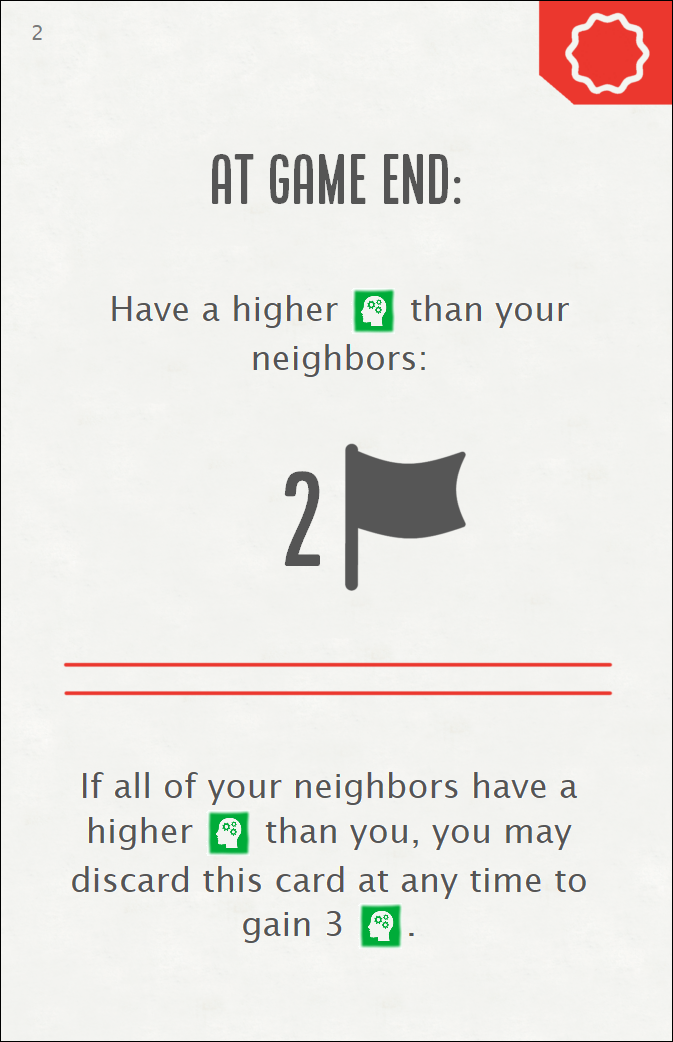 2
AT GAME END:
Have a higher than your
neighbors:
2
If all of your neighbors have a
higher than you, you may
discard this card at any time to
gain 3 .